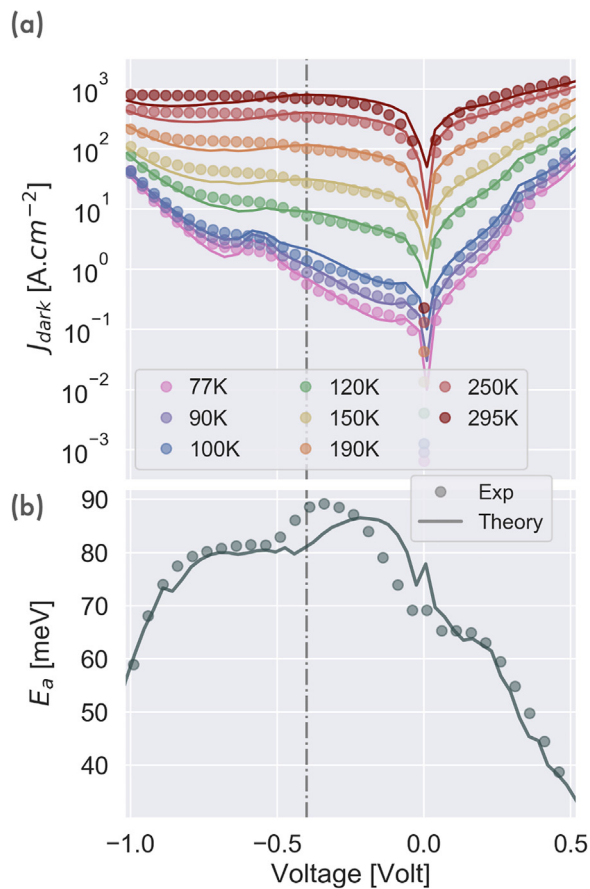 (a)
10³
10²
10¹
10⁰
10⁻¹
10⁻²
10⁻³
J_dark [A.cm⁻²]
77K 120K 250K
90K 150K 295K
100K 190K
Exp
Theory
(b)
90
80
70
60
50
40
E_a [meV]
−1.0 −0.5 0.0 0.5
Voltage [Volt]